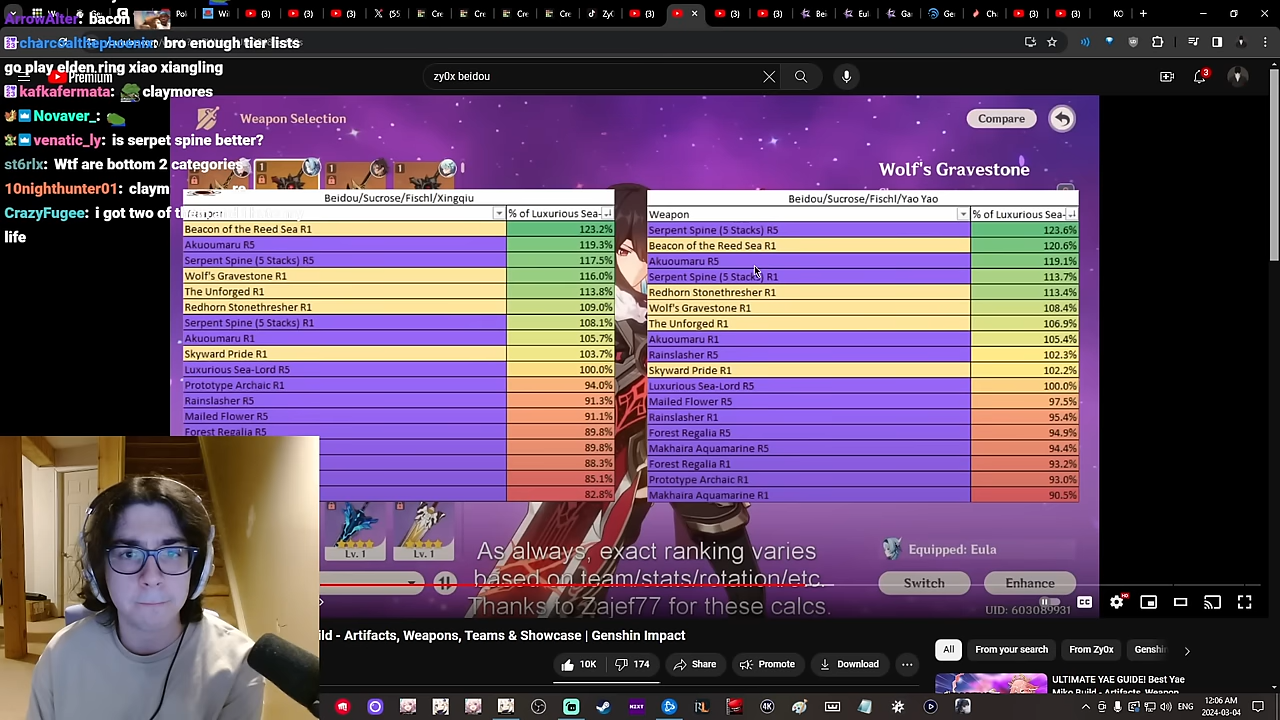 ArrowAlter: bacon
charcoalthephoenix: bro enough tier lists
go play elden ring xiao xiangling
kafkafermata: claymores
Novaver_:
venatic_ly: is serpet spine better?
st6rlx: Wtf are bottom 2 categories
10nighthunter01: claym
CrazyFugee: i got two of
life
Premium
zy0x beidou
3
Weapon Selection
Compare
Wolf's Gravestone
Beidou/Sucrose/Fischl/Xingqiu
% of Luxurious Sea-
Beacon of the Reed Sea R1 123.2%
Akuoumaru R5 119.3%
Serpent Spine (5 Stacks) R5 117.5%
Wolf's Gravestone R1 116.0%
The Unforged R1 113.8%
Redhorn Stonethresher R1 109.0%
Serpent Spine (5 Stacks) R1 108.1%
Akuoumaru R1 105.7%
Skyward Pride R1 103.7%
Luxurious Sea-Lord R5 100.0%
Prototype Archaic R1 94.0%
Rainslasher R5 91.3%
Mailed Flower R5 91.1%
Forest Regalia R5 89.8%
89.8%
88.3%
85.1%
82.8%
Beidou/Sucrose/Fischl/Yao Yao
Weapon % of Luxurious Sea-
Serpent Spine (5 Stacks) R5 123.6%
Beacon of the Reed Sea R1 120.6%
Akuoumaru R5 119.1%
Serpent Spine (5 Stacks) R1 113.7%
Redhorn Stonethresher R1 113.4%
Wolf's Gravestone R1 108.4%
The Unforged R1 106.9%
Akuoumaru R1 105.4%
Rainslasher R5 102.3%
Skyward Pride R1 102.2%
Luxurious Sea-Lord R5 100.0%
Mailed Flower R5 97.5%
Rainslasher R1 95.4%
Forest Regalia R5 94.9%
Makhaira Aquamarine R5 94.4%
Forest Regalia R1 93.2%
Prototype Archaic R1 93.0%
Makhaira Aquamarine R1 90.5%
Lv. 1 Lv. 1
As always, exact ranking varies
based on team/stats/rotation/etc.
Thanks to Zajef77 for these calcs.
Equipped: Eula
Switch Enhance
UID: 603089931
ild - Artifacts, Weapons, Teams & Showcase | Genshin Impact
10K 174 Share Promote Download
All From your search From Zy0x Genshin
ULTIMATE YAE GUIDE! Best Yae
Miko Build - Artifacts, Weapon
ENG
12:06 AM
2024-03-04